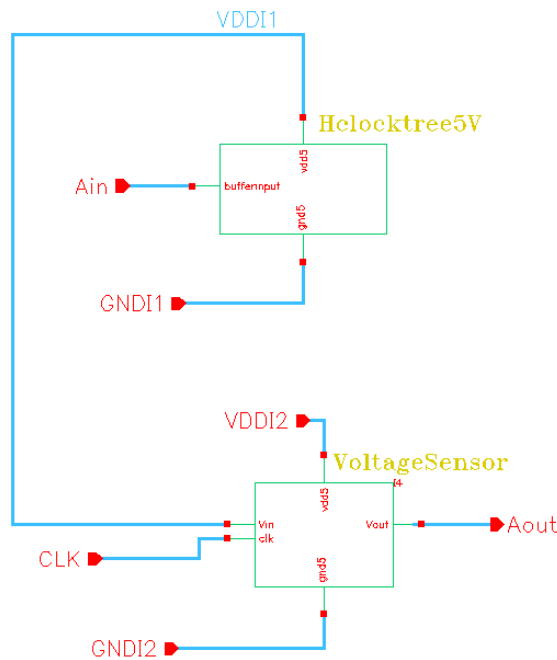 VDDI1
Hclocktree5V
vdd5
Ain
bufferinput
gnd5
GNDI1
VDDI2
VoltageSensor
I4
vdd5
Vin
Vout
Aout
clk
CLK
gnd5
GNDI2